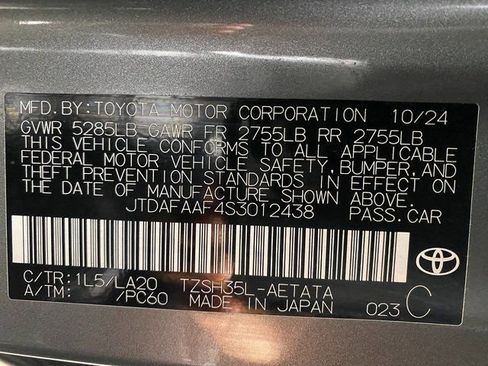 MFD.BY:TOYOTA MOTOR CORPORATION 10/24
GVWR 5285LB GAWR FR 2755LB RR 2755LB
THIS VEHICLE CONFORMS TO ALL APPLICABLE
FEDERAL MOTOR VEHICLE SAFETY,BUMPER,AND
THEFT PREVENTION STANDARDS IN EFFECT
ON THE DATE OF MANUFACTURE SHOWN ABOVE.
JTDAFAAF4S3012438 PASS.CAR
C/TR:1L5/LA20 TZSH35L-AETATA
A/TM: /PC60 MADE IN JAPAN 023 C
TOYOTA